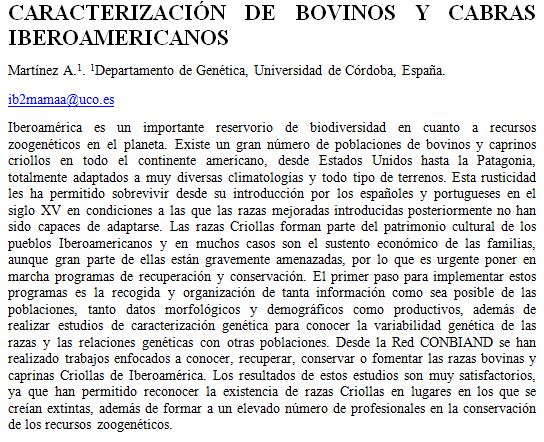 CARACTERIZACIÓN DE BOVINOS Y CABRAS
IBEROAMERICANOS
Martínez A.¹. ¹Departamento de Genética, Universidad de Córdoba, España.
ib2mamaa@uco.es
Iberoamérica es un importante reservorio de biodiversidad en cuanto a recursos
zoogenéticos en el planeta. Existe un gran número de poblaciones de bovinos y caprinos
criollos en todo el continente americano, desde Estados Unidos hasta la Patagonia,
totalmente adaptados a muy diversas climatologías y todo tipo de terrenos. Esta rusticidad
les ha permitido sobrevivir desde su introducción por los españoles y portugueses en el
siglo XV en condiciones a las que las razas mejoradas introducidas posteriormente no han
sido capaces de adaptarse. Las razas Criollas forman parte del patrimonio cultural de los
pueblos Iberoamericanos y en muchos casos son el sustento económico de las familias,
aunque gran parte de ellas están gravemente amenazadas, por lo que es urgente poner en
marcha programas de recuperación y conservación. El primer paso para implementar estos
programas es la recogida y organización de tanta información como sea posible de las
poblaciones, tanto datos morfológicos y demográficos como productivos, además de
realizar estudios de caracterización genética para conocer la variabilidad genética de las
razas y las relaciones genéticas con otras poblaciones. Desde la Red CONBIAND se han
realizado trabajos enfocados a conocer, recuperar, conservar o fomentar las razas bovinas y
caprinas Criollas de Iberoamérica. Los resultados de estos estudios son muy satisfactorios,
ya que han permitido reconocer la existencia de razas Criollas en lugares en los que se
creían extintas, además de formar a un elevado número de profesionales en la conservación
de los recursos zoogenéticos.